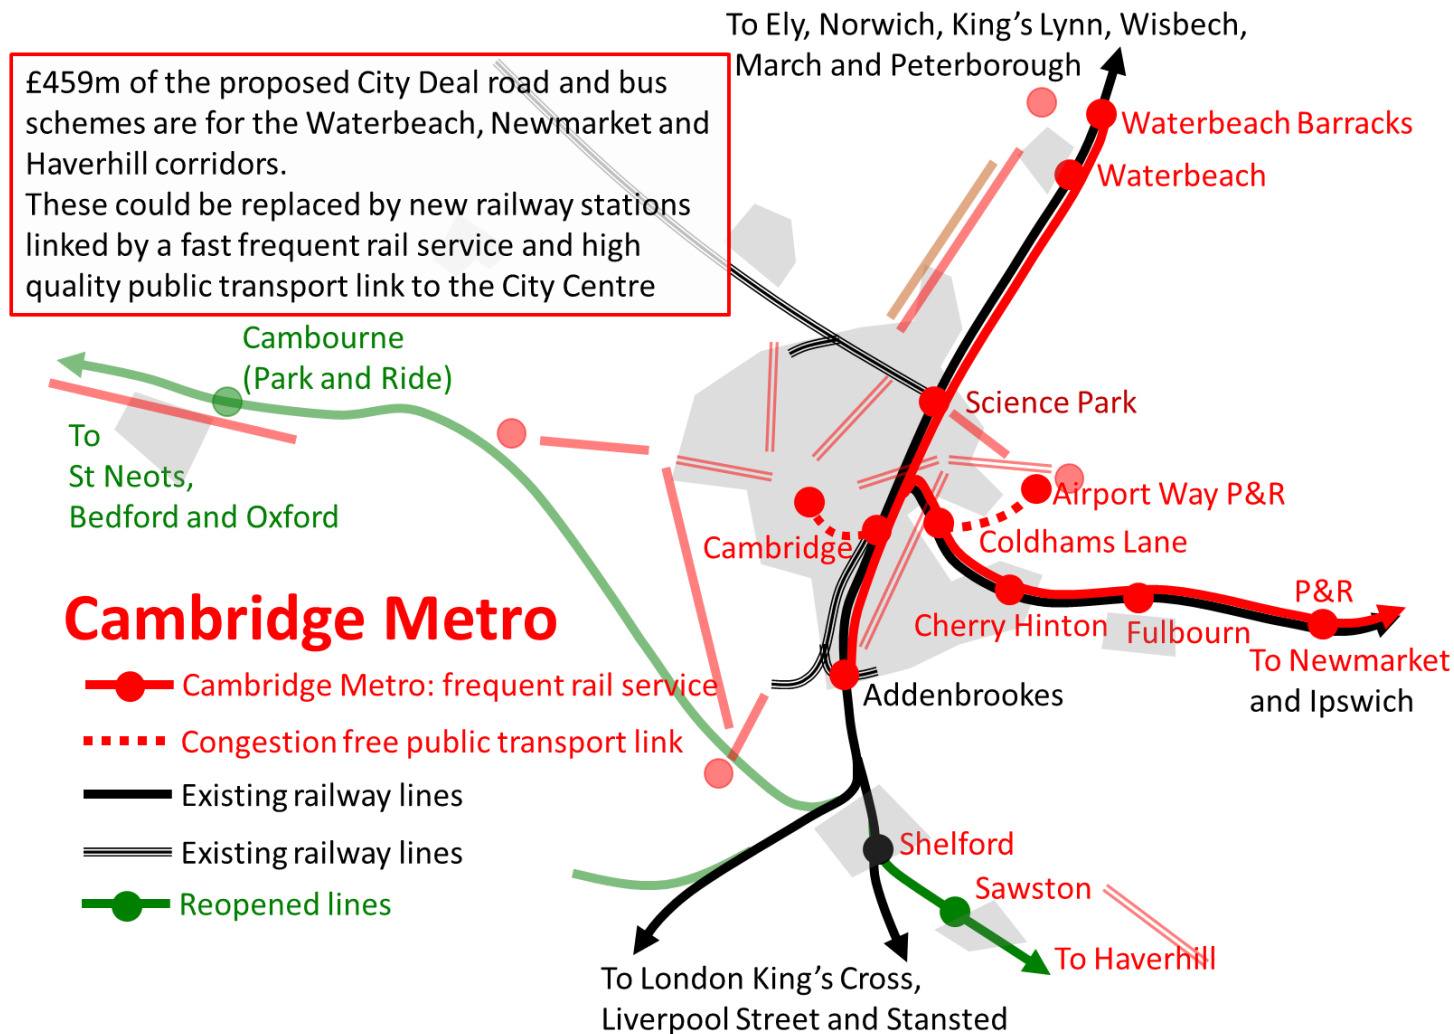 To Ely, Norwich, King's Lynn, Wisbech,
March and Peterborough
£459m of the proposed City Deal road and bus
schemes are for the Waterbeach, Newmarket and
Haverhill corridors.
These could be replaced by new railway stations
linked by a fast frequent rail service and high
quality public transport link to the City Centre
Waterbeach Barracks
Waterbeach
Cambourne
(Park and Ride)
Science Park
To
St Neots,
Bedford and Oxford
Airport Way P&R
Cambridge
Coldhams Lane
P&R
Cherry Hinton
Fulbourn
To Newmarket
and Ipswich
Cambridge Metro
Cambridge Metro: frequent rail service
Addenbrookes
Congestion free public transport link
Existing railway lines
Existing railway lines
Shelford
Reopened lines
Sawston
To Haverhill
To London King's Cross,
Liverpool Street and Stansted